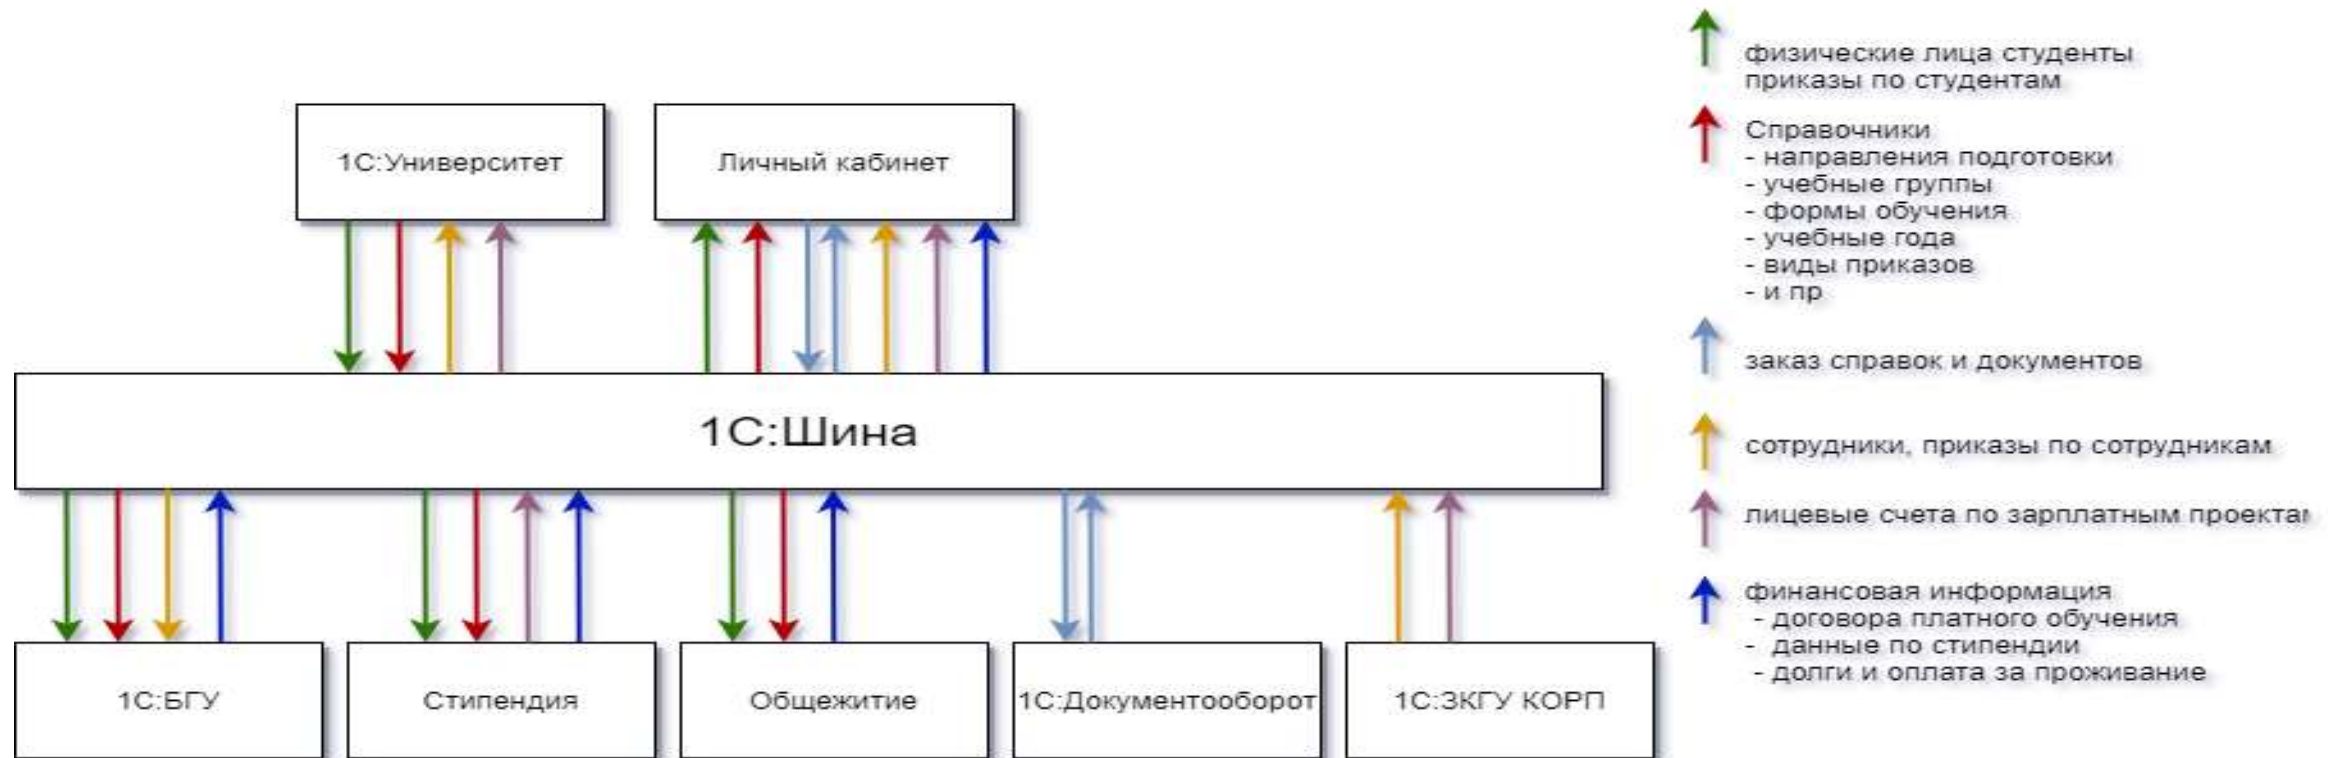 1С:Университет
Личный кабинет
1С:Шина
1С:БГУ
Стипендия
Общежитие
1С:Документооборот
1С:ЗКГУ КОРП
физические лица студенты
приказы по студентам
Справочники
- направления подготовки
- учебные группы
- формы обучения
- учебные года
- виды приказов
- и пр
заказ справок и документов
сотрудники, приказы по сотрудникам
лицевые счета по зарплатным
финансовая информация
- договора платного обучения
- данные по стипендии
- долги и оплата за проживание